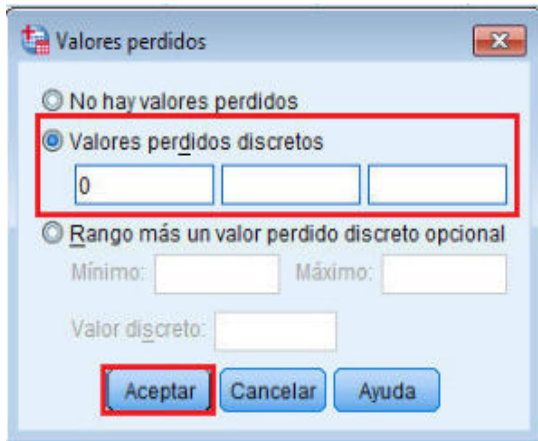 Valores perdidos
No hay valores perdidos
Valores perdidos discretos
0
Rango más un valor perdido discreto opcional
Mínimo: Máximo:
Valor discreto:
Aceptar Cancelar Ayuda